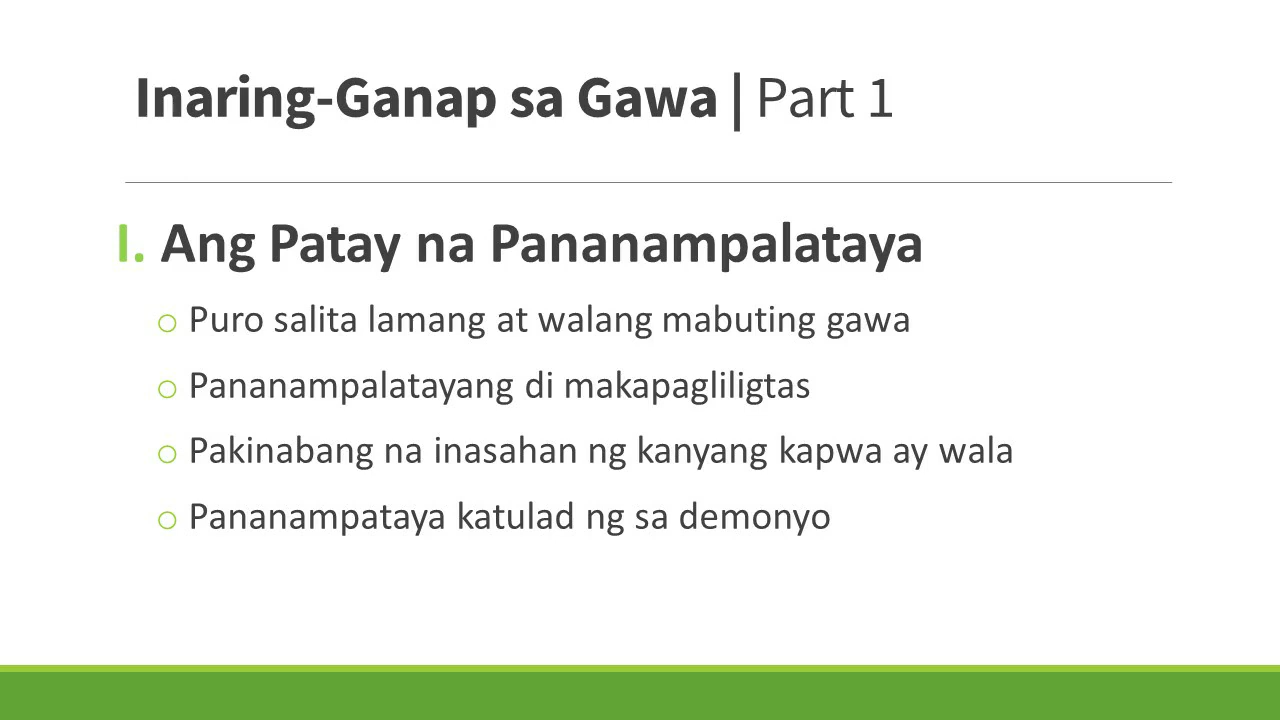 Inaring-Ganap sa Gawa | Part 1
I. Ang Patay na Pananampalataya
o Puro salita lamang at walang mabuting gawa
o Pananampalatayang di makapagliligtas
o Pakinabang na inasahan ng kanyang kapwa ay wala
o Pananampataya katulad ng sa demonyo